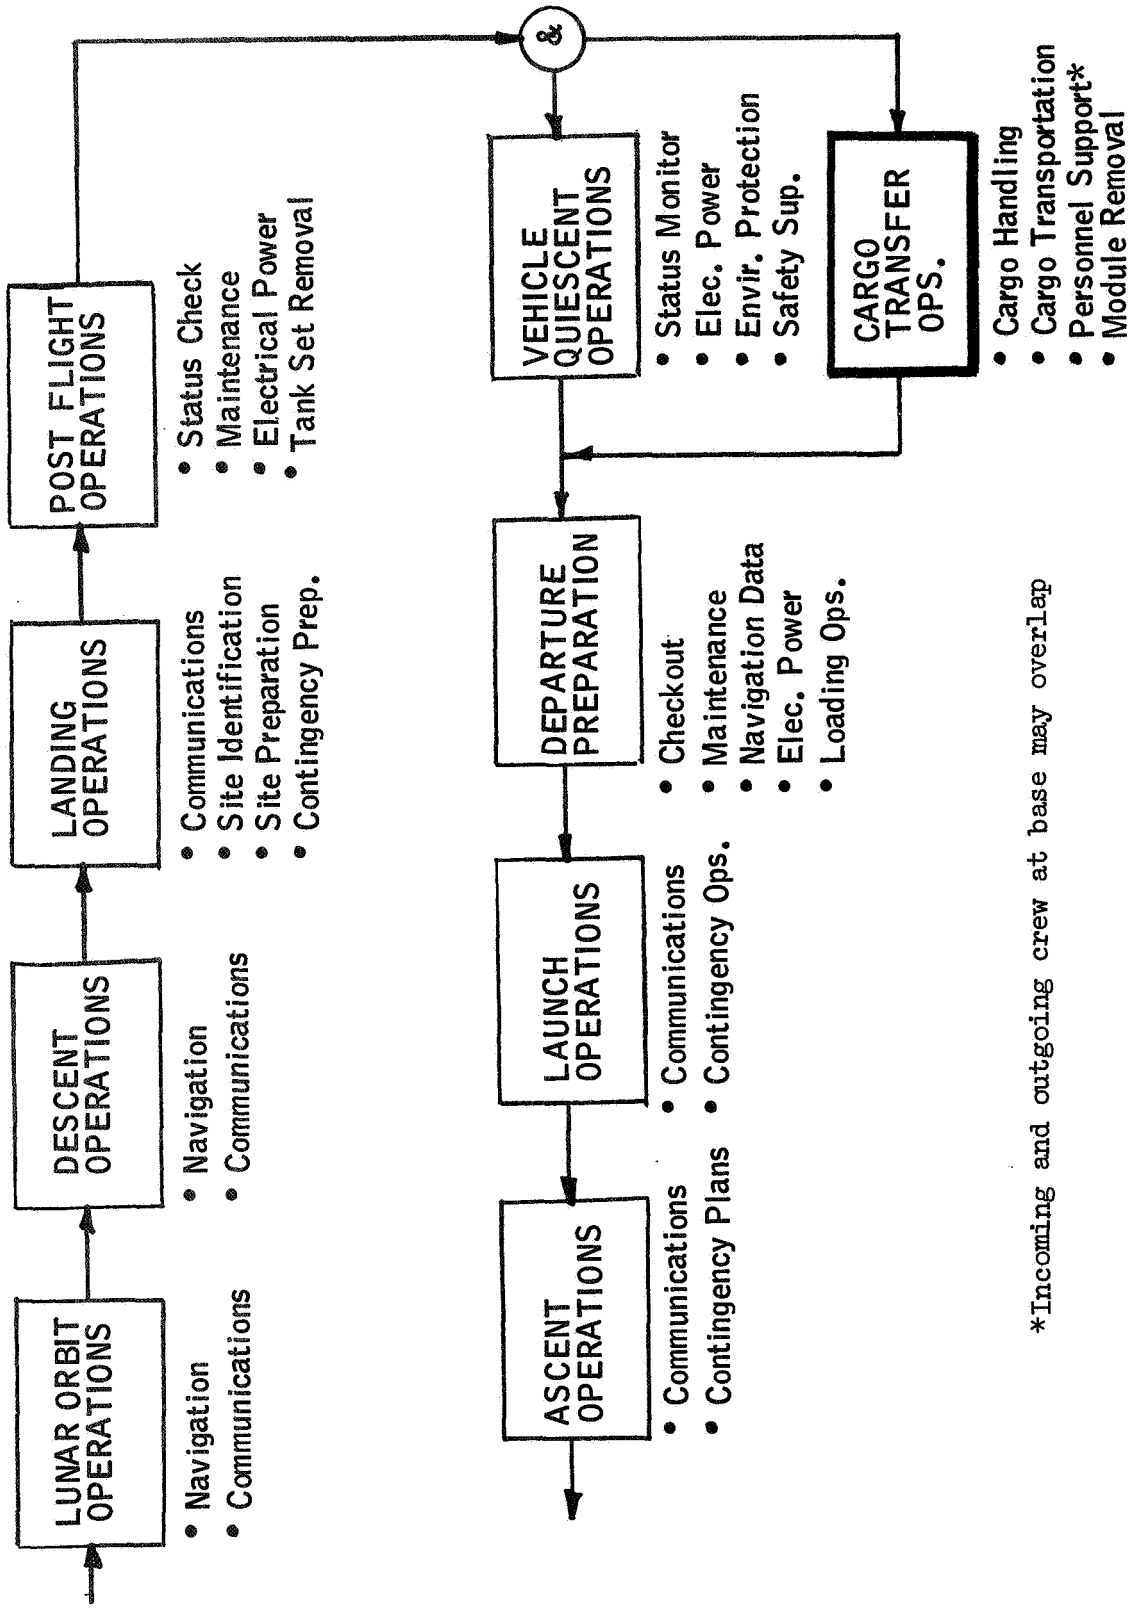 LUNAR ORBIT
OPERATIONS
• Navigation
• Communications
DESCENT
OPERATIONS
• Navigation
• Communications
LANDING
OPERATIONS
• Communications
• Site Identification
• Site Preparation
• Contingency Prep.
POST FLIGHT
OPERATIONS
• Status Check
• Maintenance
• Electrical Power
• Tank Set Removal
&
VEHICLE
QUIESCENT
OPERATIONS
• Status Monitor
• Elec. Power
• Envir. Protection
• Safety Sup.
CARGO
TRANSFER
OPS.
• Cargo Handling
• Cargo Transportation
• Personnel Support*
• Module Removal
DEPARTURE
PREPARATION
• Checkout
• Maintenance
• Navigation Data
• Elec. Power
• Loading Ops.
LAUNCH
OPERATIONS
• Communications
• Contingency Ops.
ASCENT
OPERATIONS
• Communications
• Contingency Plans
*Incoming and outgoing crew at base may overlap